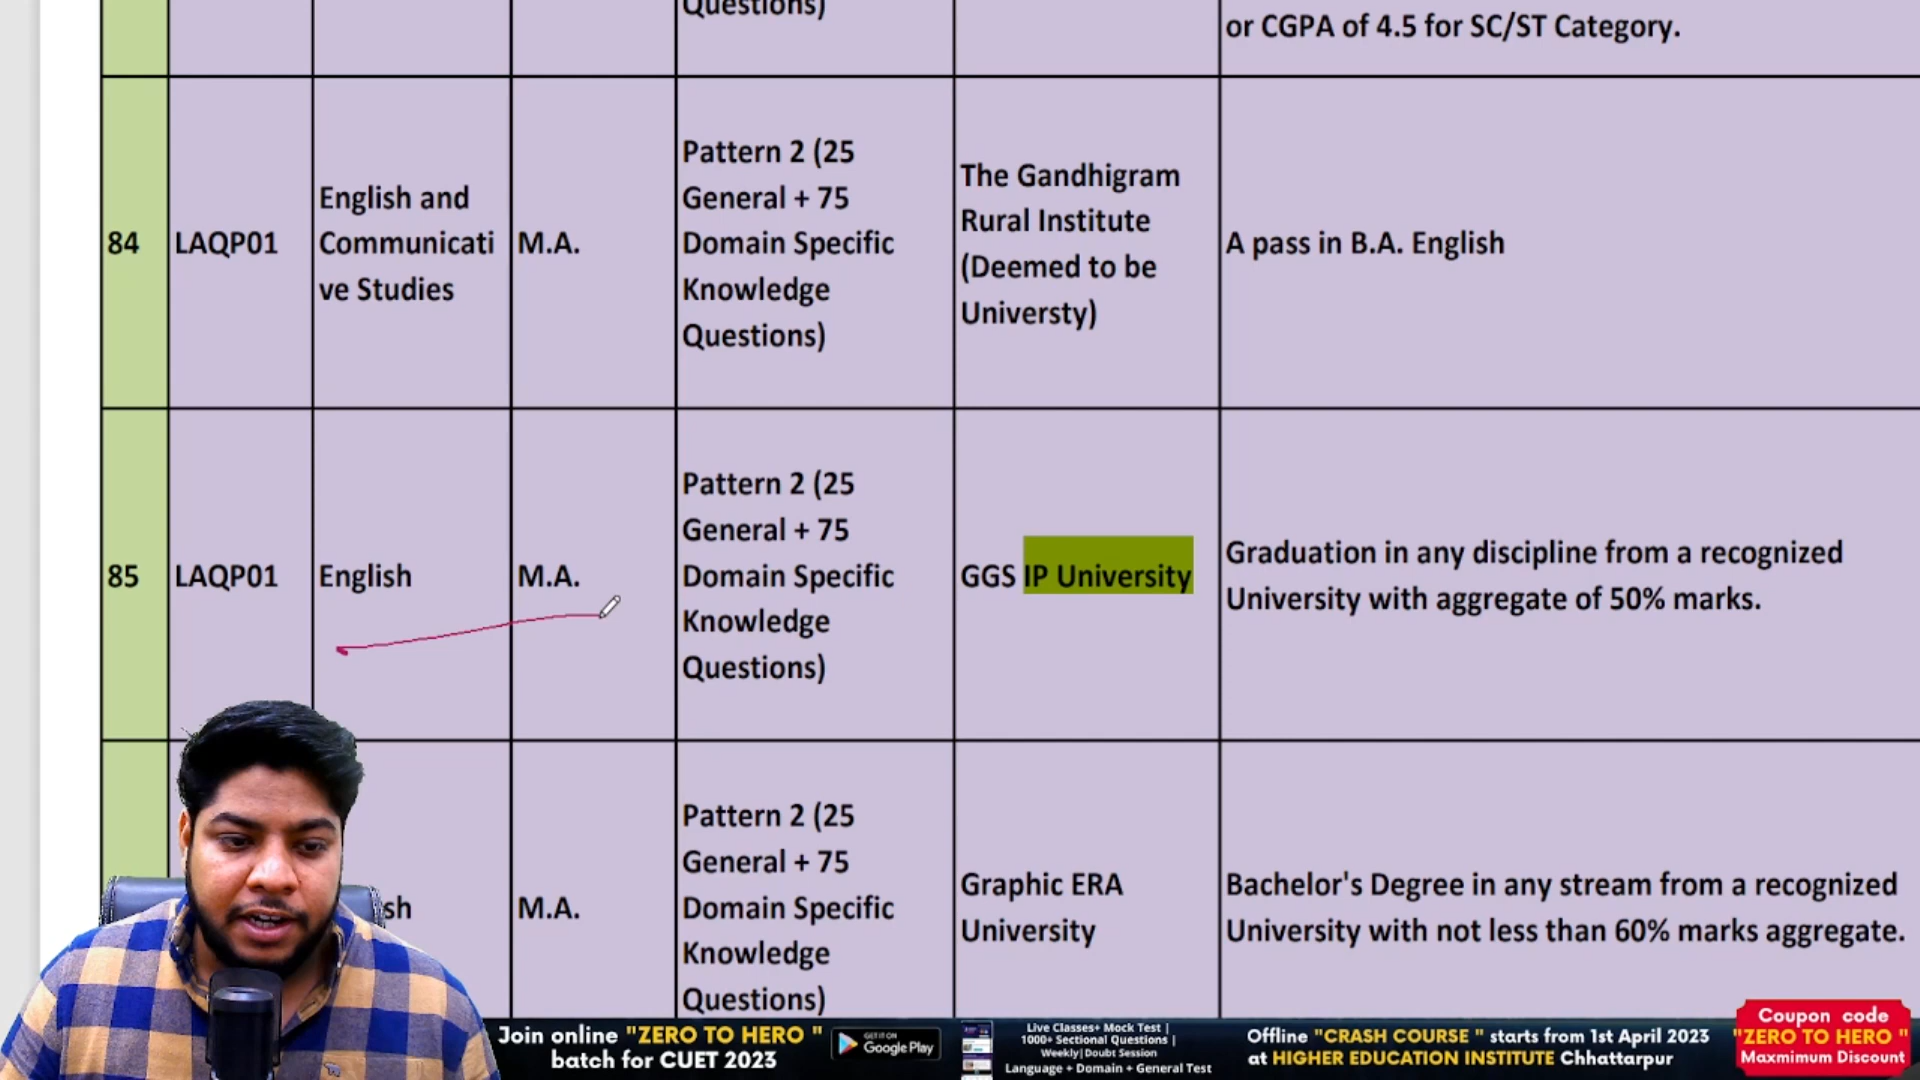 Questions)
or CGPA of 4.5 for SC/ST Category.
84
LAQP01
English and
Communicati
ve Studies
M.A.
Pattern 2 (25
General + 75
Domain Specific
Knowledge
Questions)
The Gandhigram
Rural Institute
(Deemed to be
Universty)
A pass in B.A. English
85
LAQP01
English
M.A.
Pattern 2 (25
General + 75
Domain Specific
Knowledge
Questions)
GGS IP University
Graduation in any discipline from a recognized
University with aggregate of 50% marks.
sh
M.A.
Pattern 2 (25
General + 75
Domain Specific
Knowledge
Questions)
Graphic ERA
University
Bachelor's Degree in any stream from a recognized
University with not less than 60% marks aggregate.
Join online "ZERO TO HERO "
batch for CUET 2023
GET IT ON
Google Play
Live Classes+ Mock Test |
1000+ Sectional Questions |
Weekly|Doubt Session
Language + Domain + General Test
Offline "CRASH COURSE " starts from 1st April 2023
at HIGHER EDUCATION INSTITUTE Chhattarpur
Coupon code
"ZERO TO HERO "
Maxmimum Discount